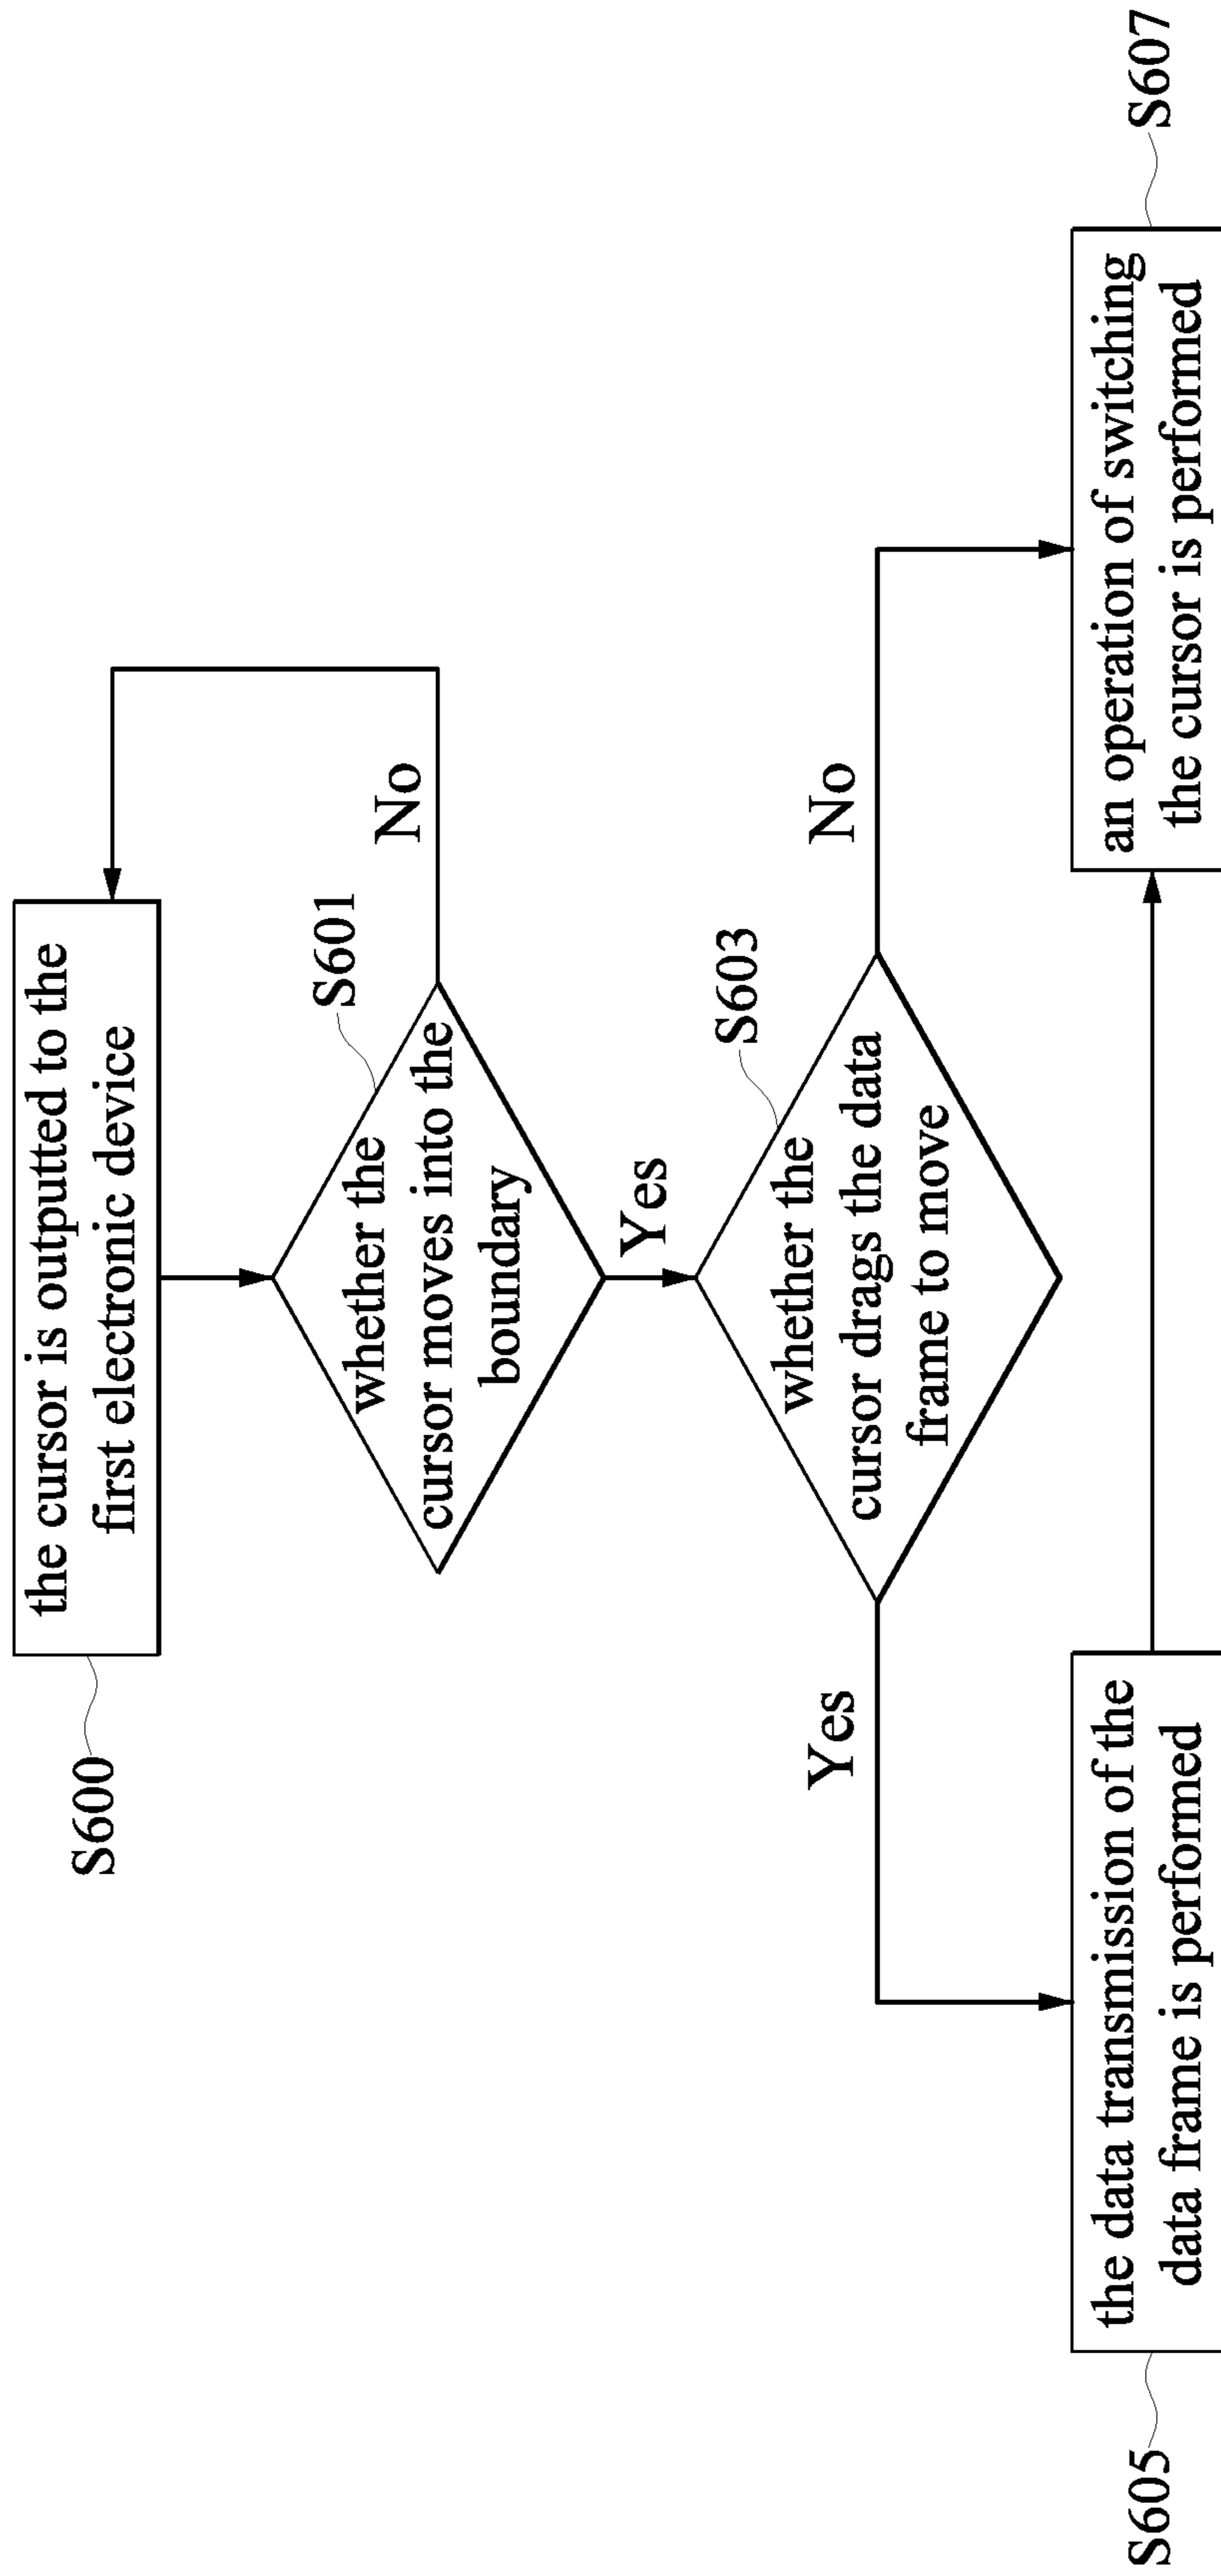 S600
the cursor is outputted to the
first electronic device
S601
whether the
cursor moves into the
boundary
No
Yes
S603
whether the
cursor drags the data
frame to move
Yes
No
S605
the data transmission of the
data frame is performed
an operation of switching
the cursor is performed
S607